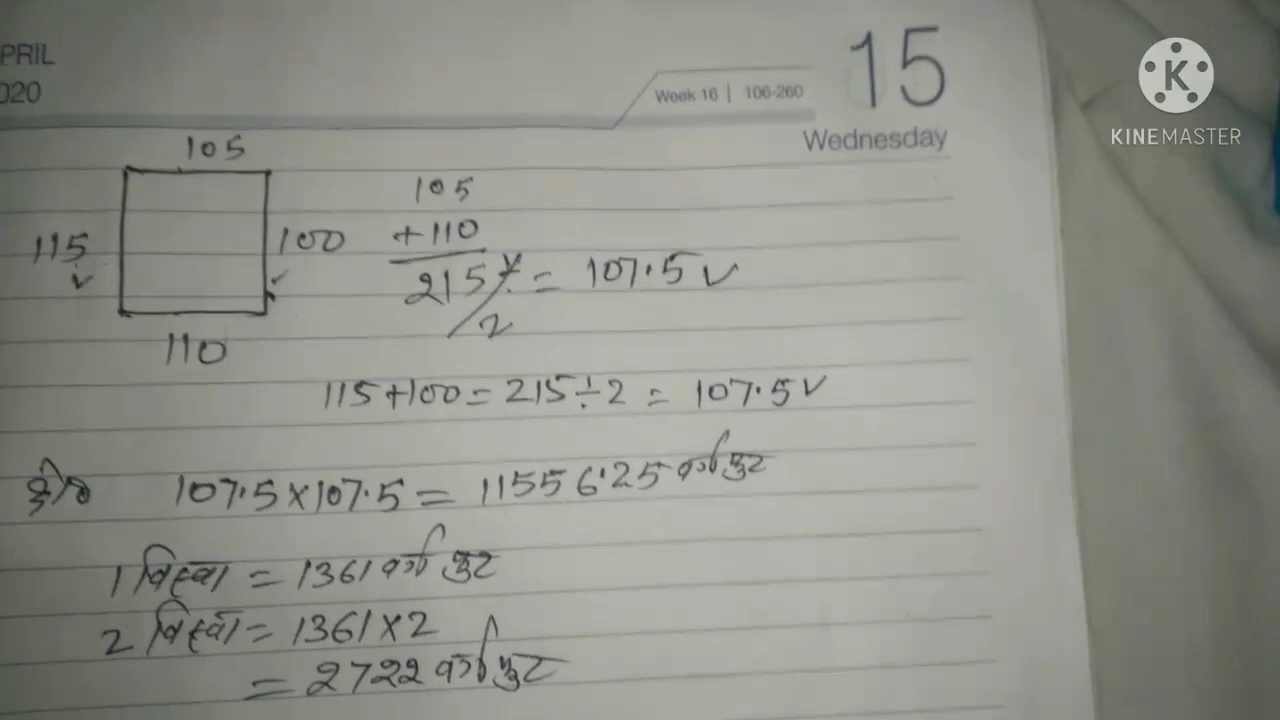 APRIL
2020
15
Week 16 | 106-260
Wednesday
KINEMASTER
105
115
100
110
105
+110
215/2 = 107.5
115+100=215÷2 = 107.5
107.5×107.5 = 11556.25 वर्ग फुट
1 बिस्वा = 1361 वर्ग फुट
2 बिस्वा = 1361×2
= 2722 वर्ग फुट